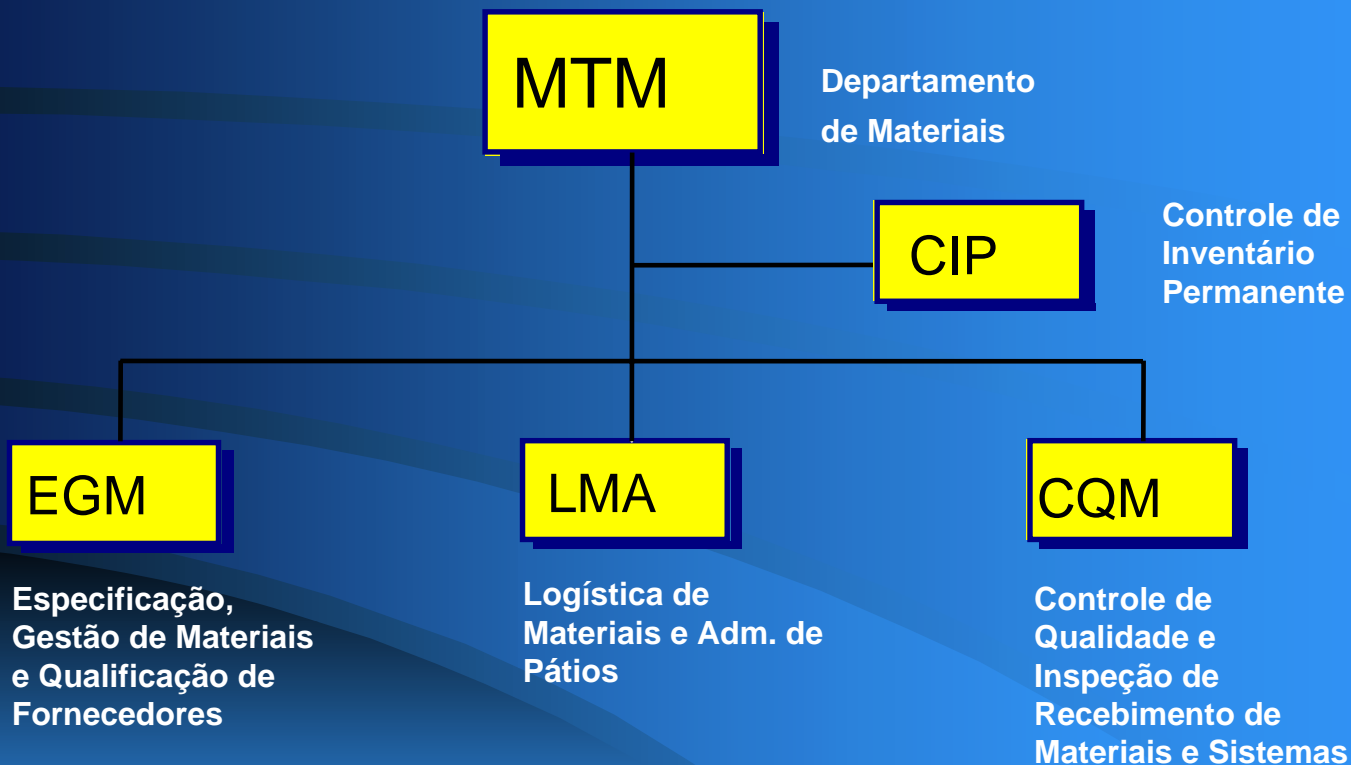 MTM
Departamento
de Materiais
CIP
Controle de
Inventário
Permanente
EGM
Especificação,
Gestão de Materiais
e Qualificação de
Fornecedores
LMA
Logística de
Materiais e Adm. de
Pátios
CQM
Controle de
Qualidade e
Inspeção de
Recebimento de
Materiais e Sistemas